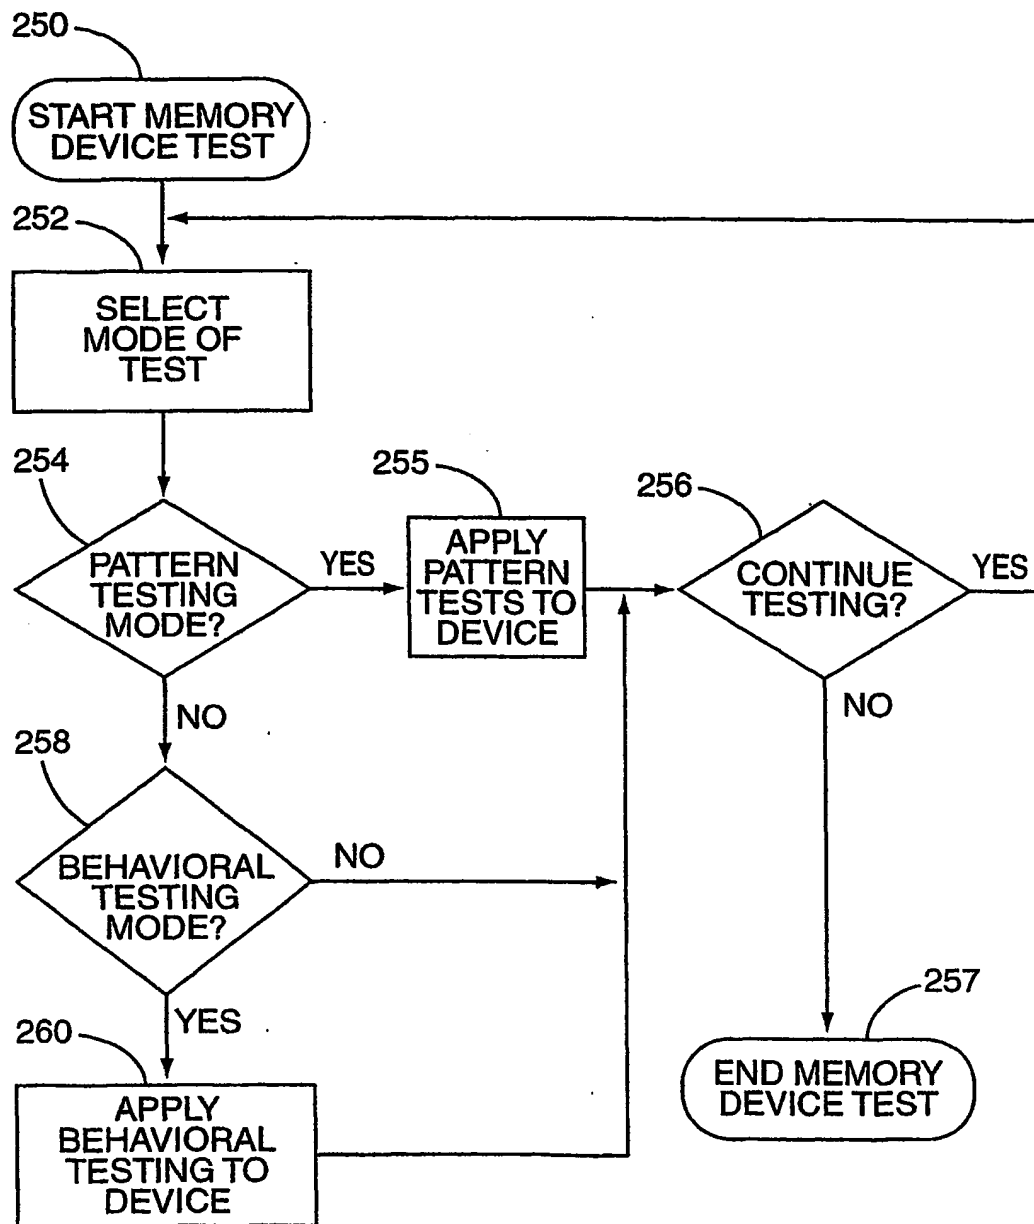 250
START MEMORY
DEVICE TEST
252
SELECT
MODE OF
TEST
254
PATTERN
TESTING
MODE?
YES
255
APPLY
PATTERN
TESTS TO
DEVICE
256
CONTINUE
TESTING?
YES
NO
NO
258
BEHAVIORAL
TESTING
MODE?
NO
YES
257
END MEMORY
DEVICE TEST
260
APPLY
BEHAVIORAL
TESTING TO
DEVICE